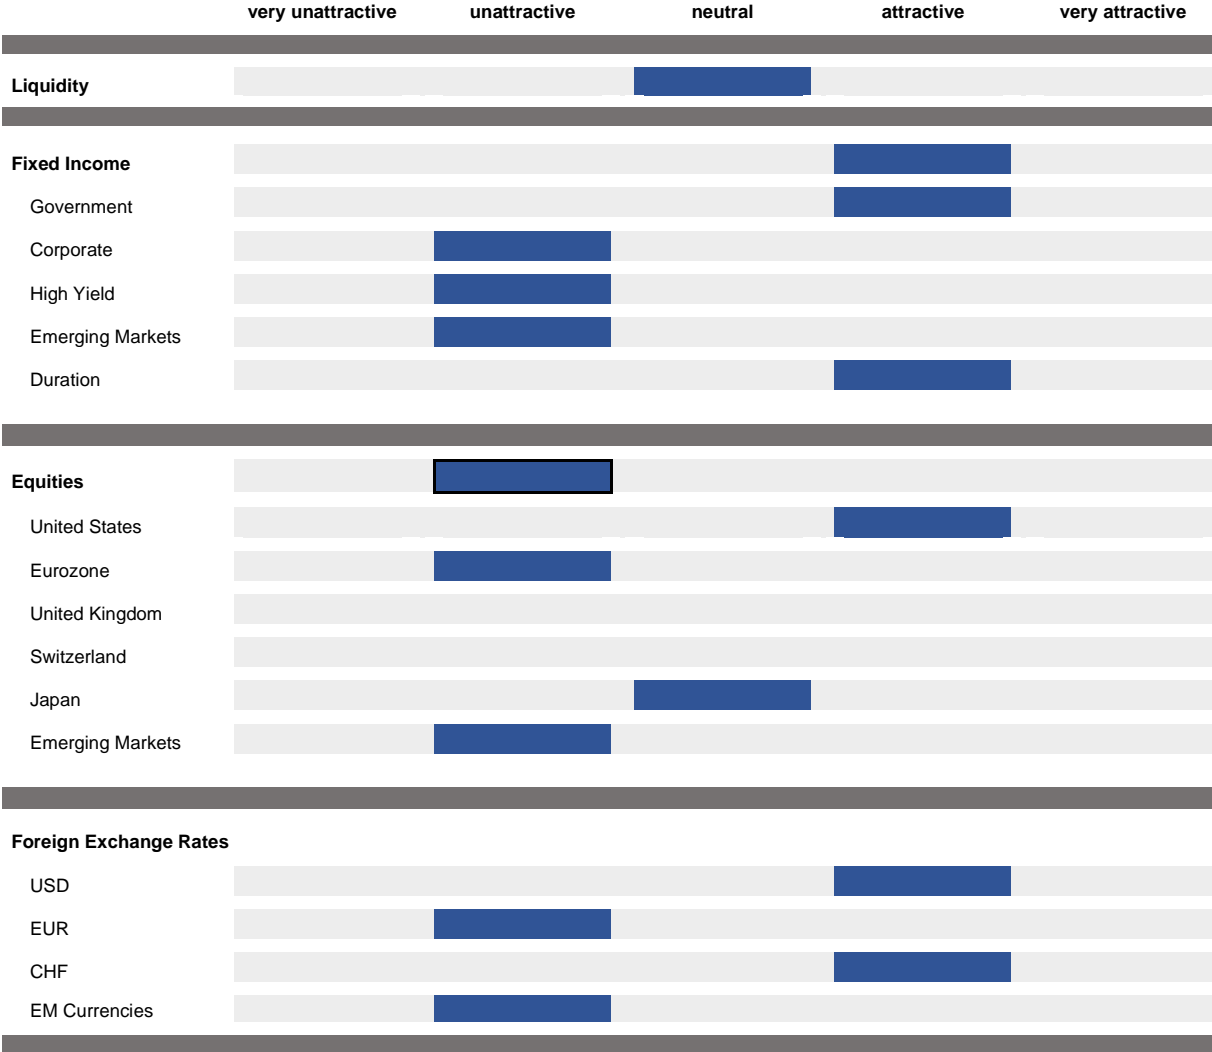 very unattractive unattractive neutral attractive very attractive
Liquidity
Fixed Income
Government
Corporate
High Yield
Emerging Markets
Duration
Equities
United States
Eurozone
United Kingdom
Switzerland
Japan
Emerging Markets
Foreign Exchange Rates
USD
EUR
CHF
EM Currencies